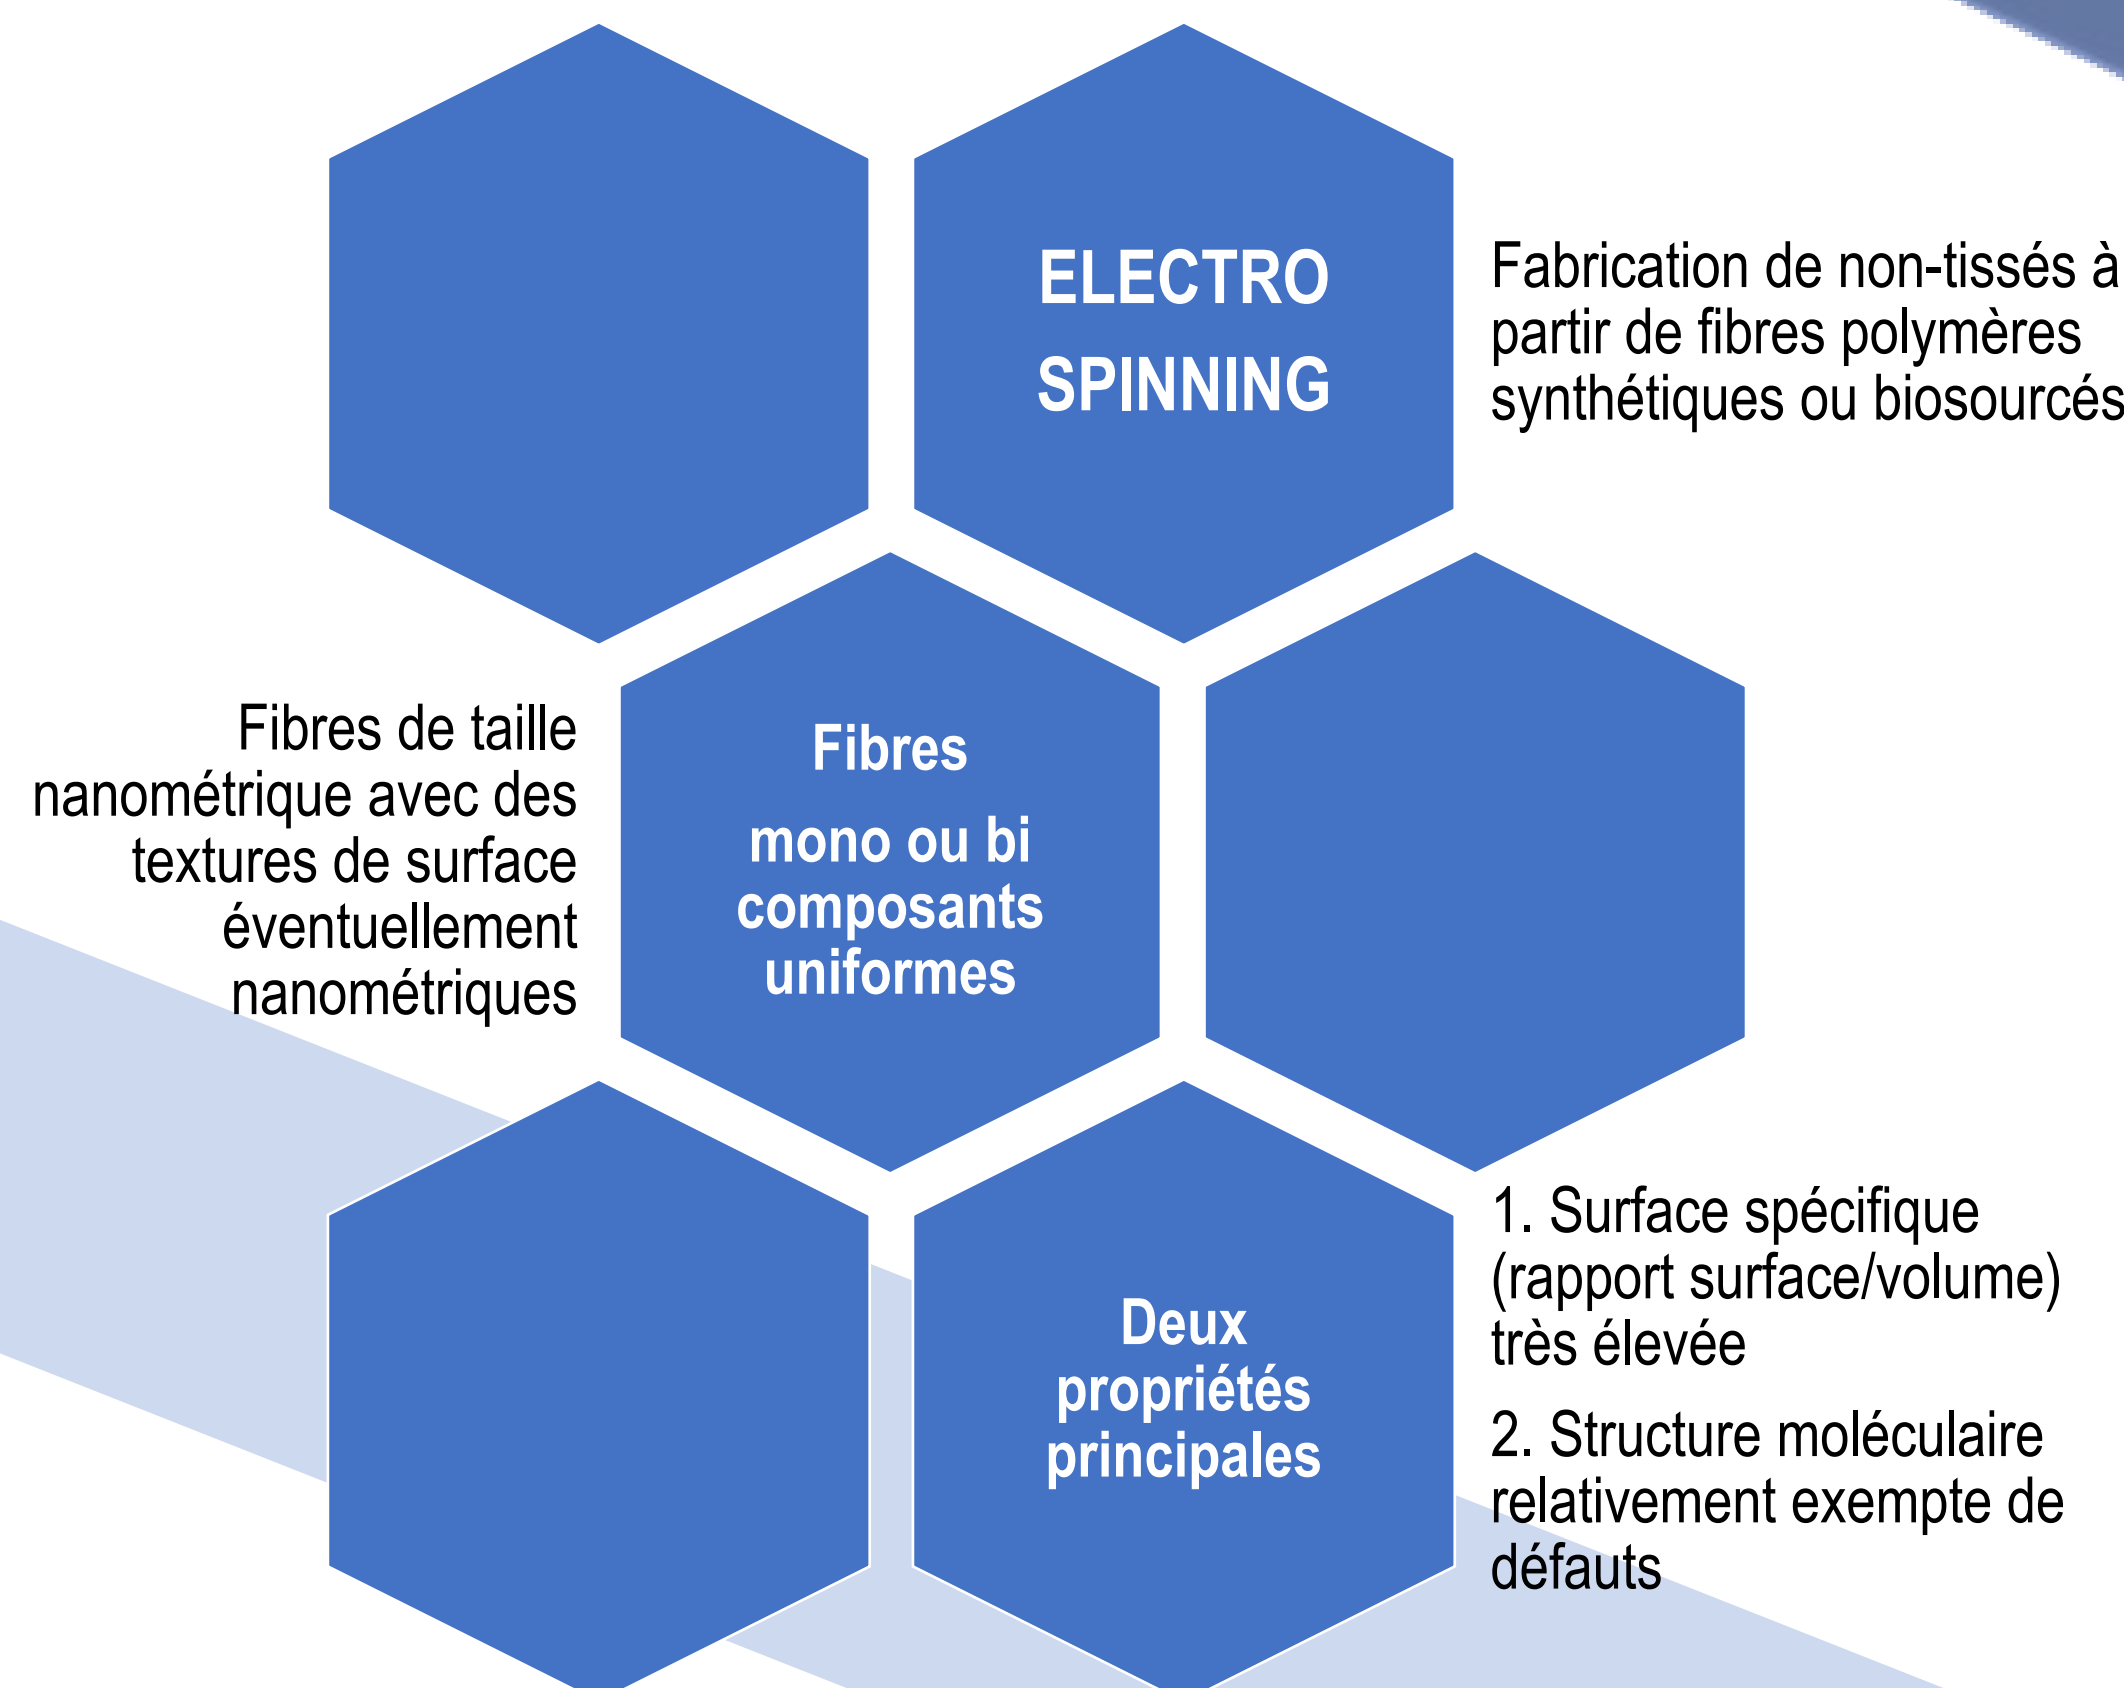 ELECTRO
SPINNING
Fabrication de non-tissés à
partir de fibres polymères
synthétiques ou biosourcés
Fibres de taille
nanométrique avec des
textures de surface
éventuellement
nanométriques
Fibres
mono ou bi
composants
uniformes
Deux
propriétés
principales
1. Surface spécifique
(rapport surface/volume)
très élevée
2. Structure moléculaire
relativement exempte de
défauts